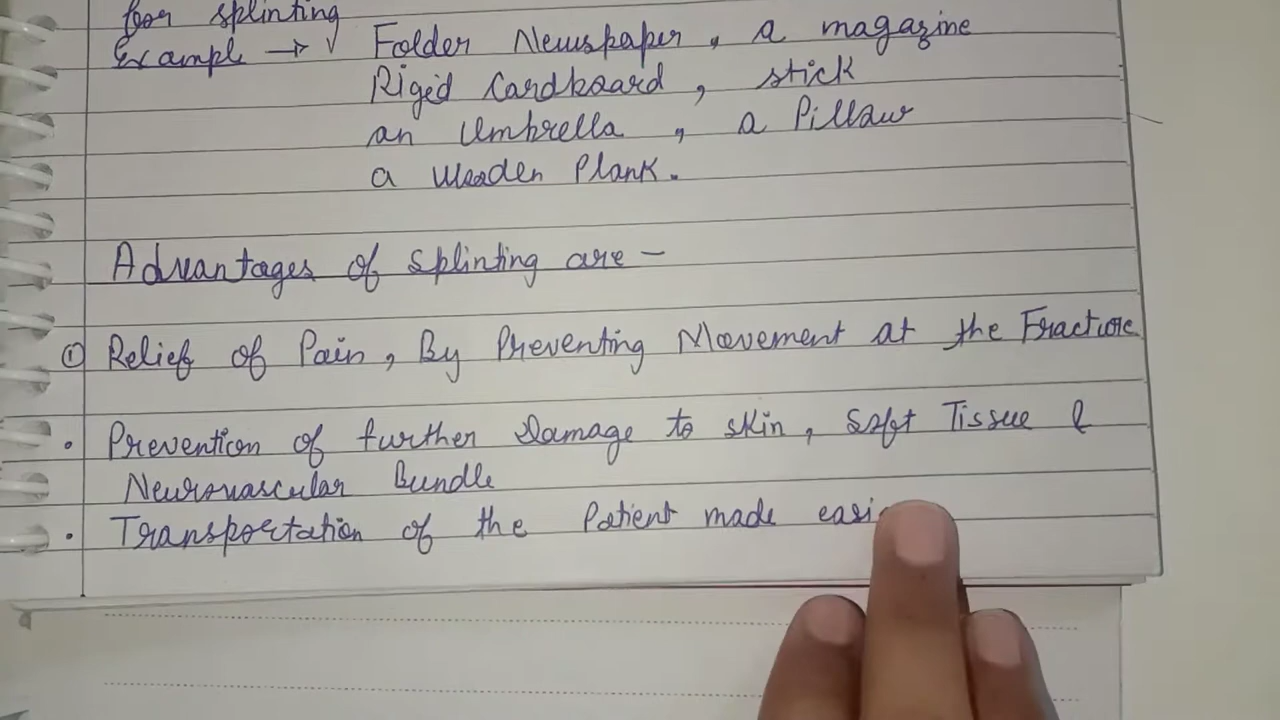 for splinting
Example → Folder Newspaper, a magazine
Riged Cardboard, stick
an Umbrella, a Pillaw
a Wooden Plank.
Advantages of splinting are -
① Relief of Pain, By Preventing Movement at the Fracture
• Prevention of further Damage to skin, Soft Tissue &
Neurovascular Bundle
• Transportation of the Patient made